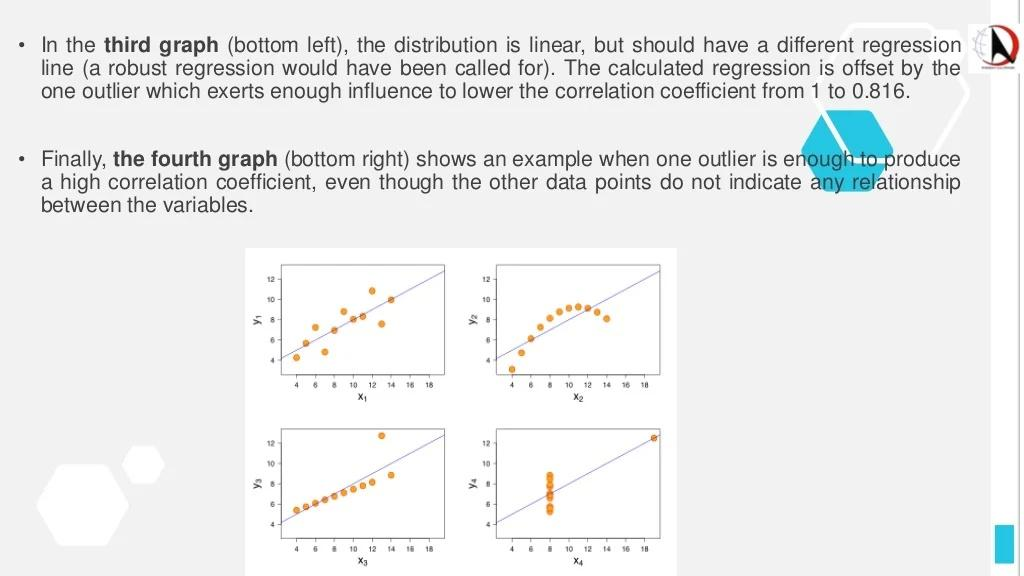 • In the third graph (bottom left), the distribution is linear, but should have a different regression
line (a robust regression would have been called for). The calculated regression is offset by the
one outlier which exerts enough influence to lower the correlation coefficient from 1 to 0.816.
• Finally, the fourth graph (bottom right) shows an example when one outlier is enough to produce
a high correlation coefficient, even though the other data points do not indicate any relationship
between the variables.
12
10
8
6
4
y₁
4 6 8 10 12 14 16 18
x₁
12
10
8
6
4
y₂
4 6 8 10 12 14 16 18
x₂
12
10
8
6
4
y₃
4 6 8 10 12 14 16 18
x₃
12
10
8
6
4
y₄
4 6 8 10 12 14 16 18
x₄